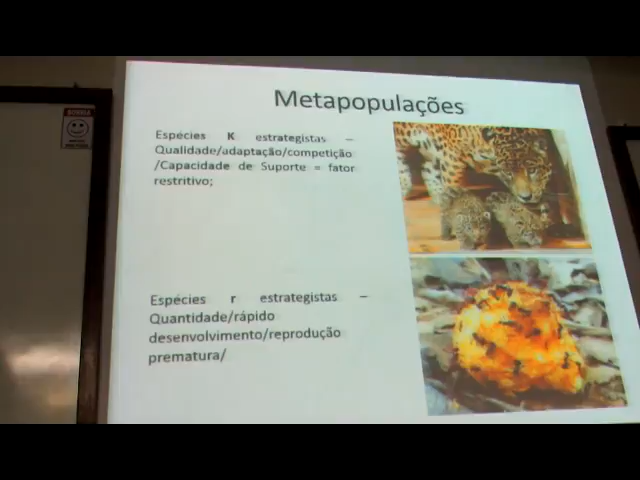 Metapopulações
Espécies K estrategistas –
Qualidade/adaptação/competição
/Capacidade de Suporte = fator
restritivo;
Espécies r estrategistas –
Quantidade/rápido
desenvolvimento/reprodução
prematura/